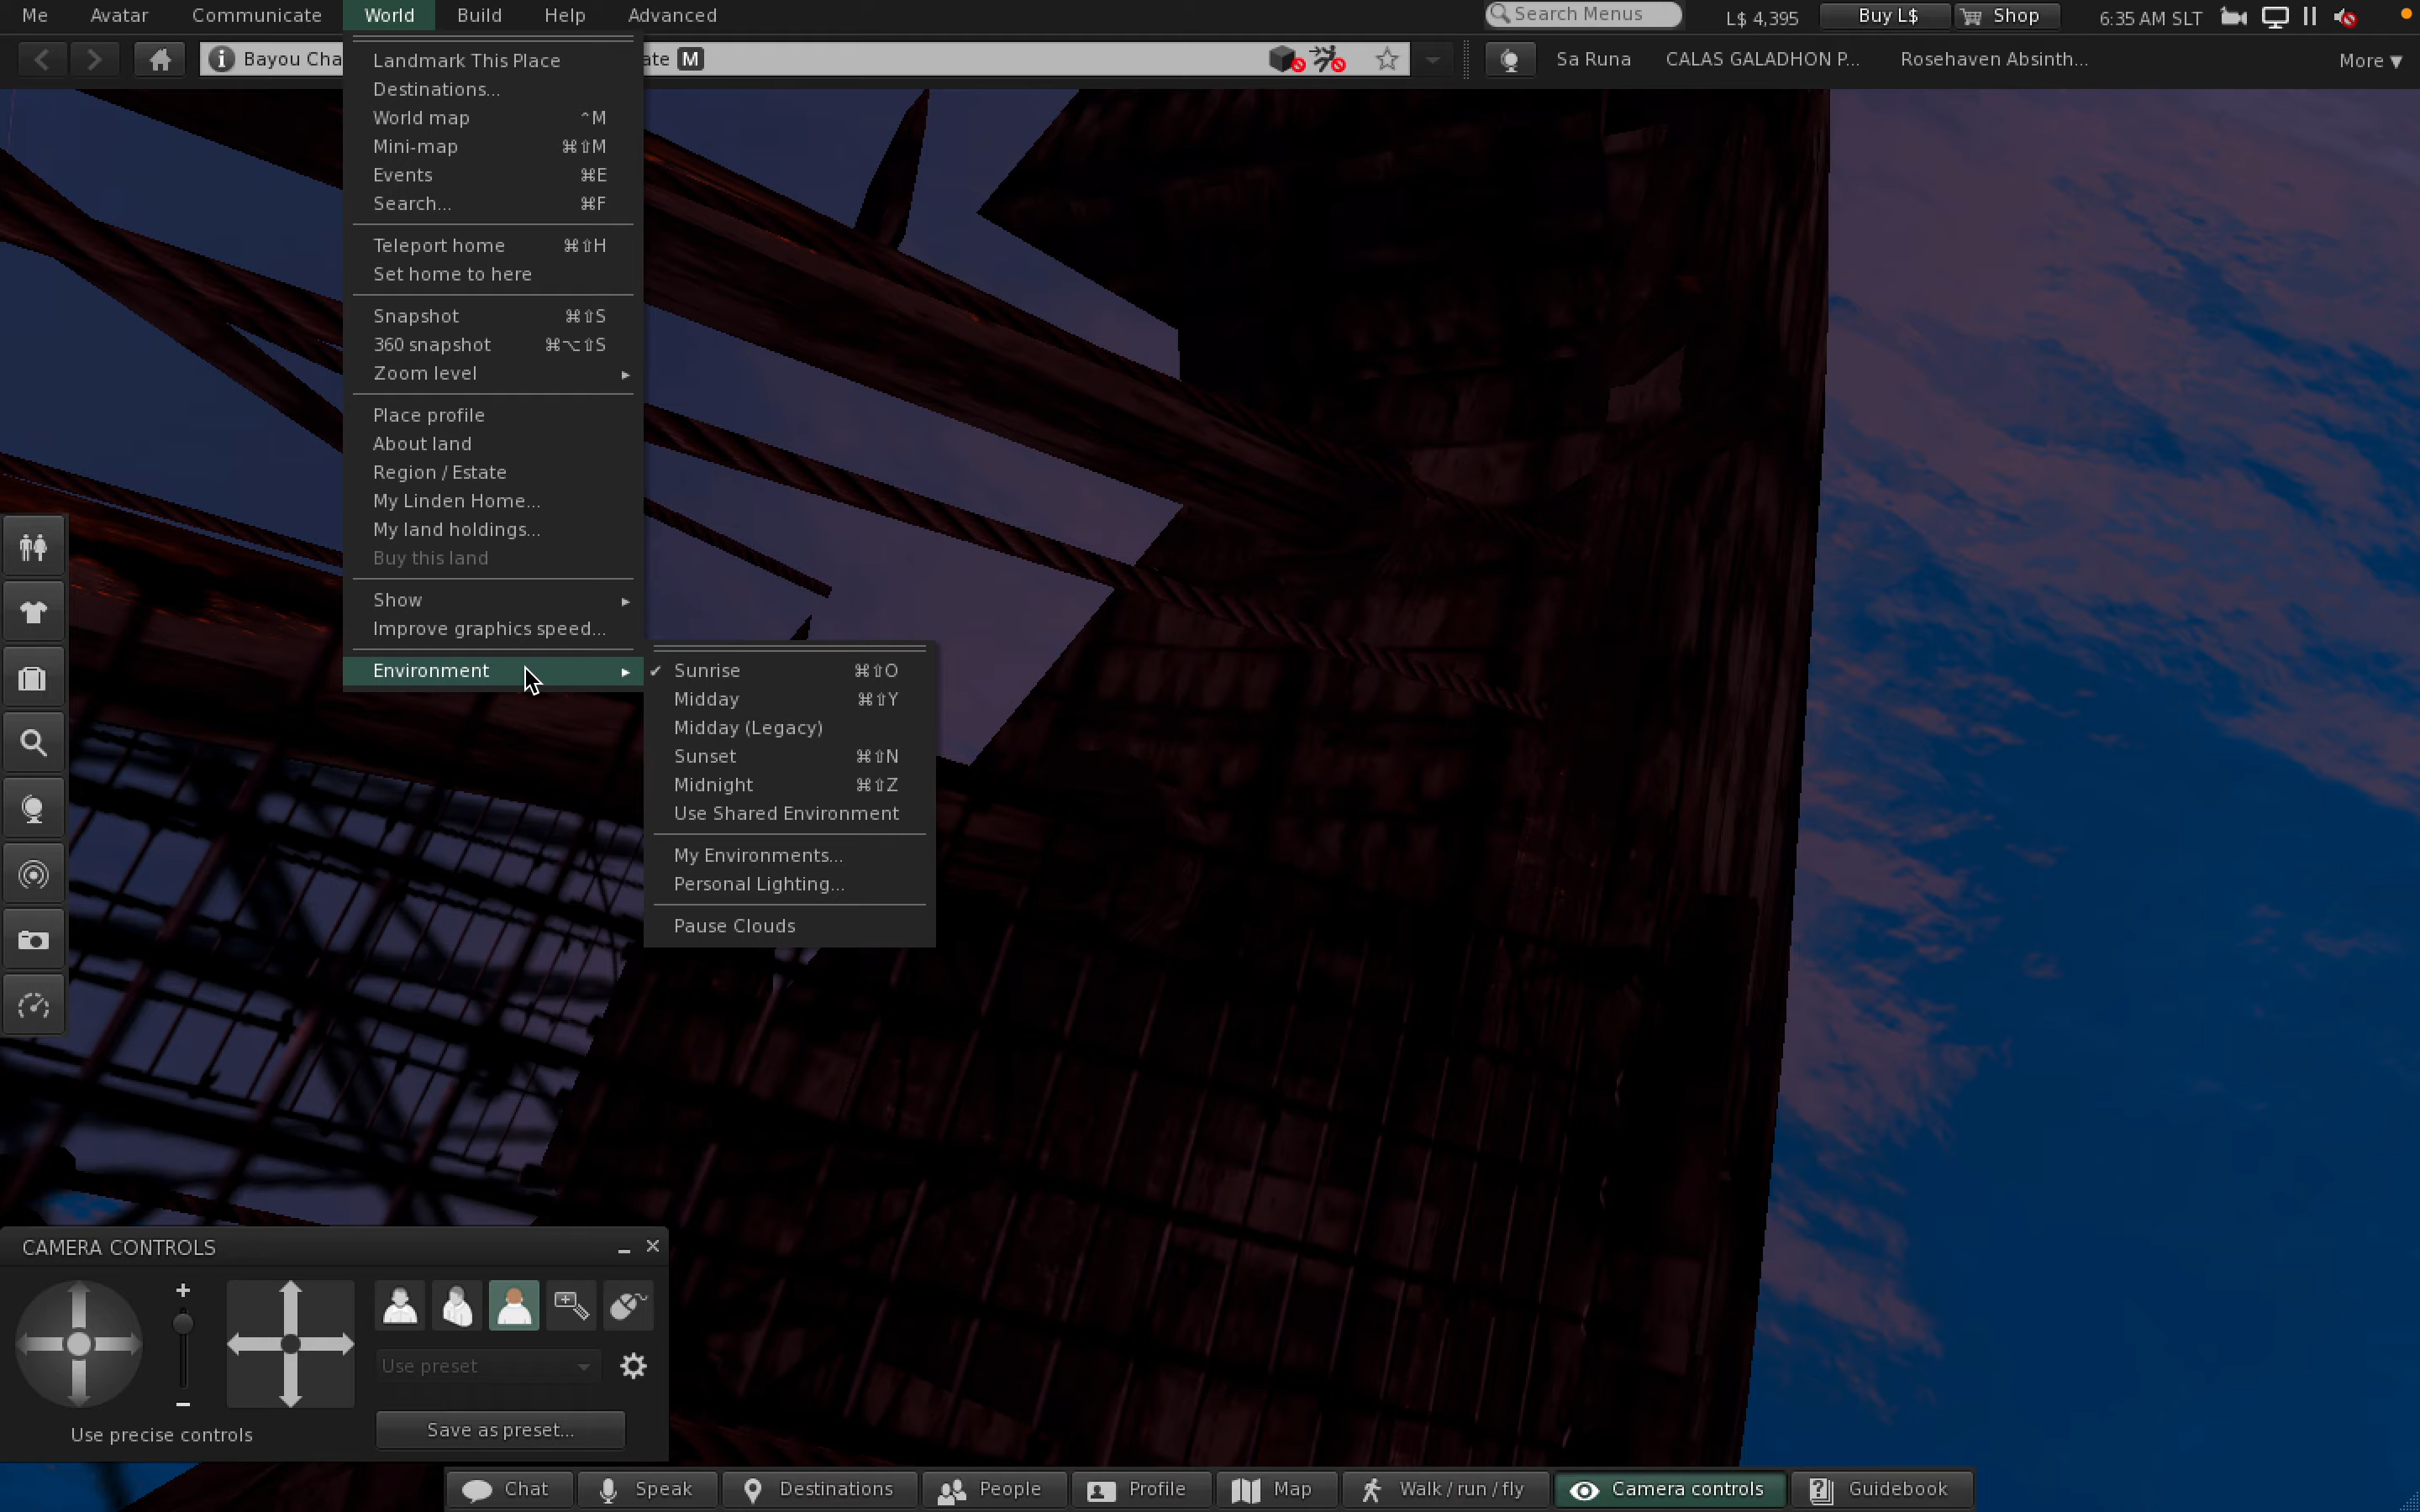 Me Avatar Communicate World Build Help Advanced Search Menus L$ 4,395 Buy L$ Shop 6:35 AM SLT
Bayou Cha ate M Sa Runa CALAS GALADHON P... Rosehaven Absinth... More ▼
Landmark This Place
Destinations...
World map ⌃M
Mini-map ⌘⇧M
Events ⌘E
Search... ⌘F
Teleport home ⌘⇧H
Set home to here
Snapshot ⌘⇧S
360 snapshot ⌘⌥⇧S
Zoom level ▸
Place profile
About land
Region / Estate
My Linden Home...
My land holdings...
Buy this land
Show ▸
Improve graphics speed...
Environment ▸
✔ Sunrise ⌘⇧O
Midday ⌘⇧Y
Midday (Legacy)
Sunset ⌘⇧N
Midnight ⌘⇧Z
Use Shared Environment
My Environments...
Personal Lighting...
Pause Clouds
CAMERA CONTROLS
Use preset
Save as preset...
Use precise controls
Chat Speak Destinations People Profile Map Walk / run / fly Camera controls Guidebook